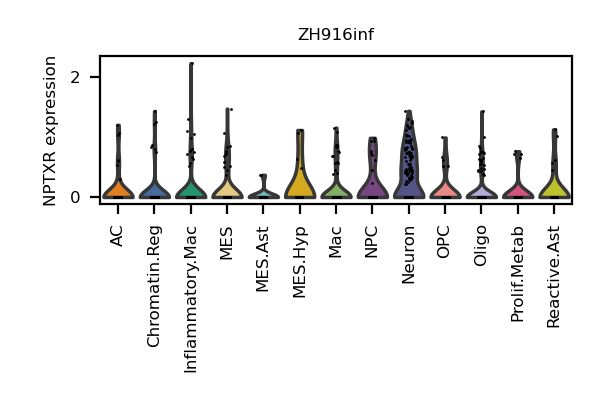 ZH916inf
NPTXR expression
2
0
AC
Chromatin.Reg
Inflammatory.Mac
MES
MES.Ast
MES.Hyp
Mac
NPC
Neuron
OPC
Oligo
Prolif.Metab
Reactive.Ast